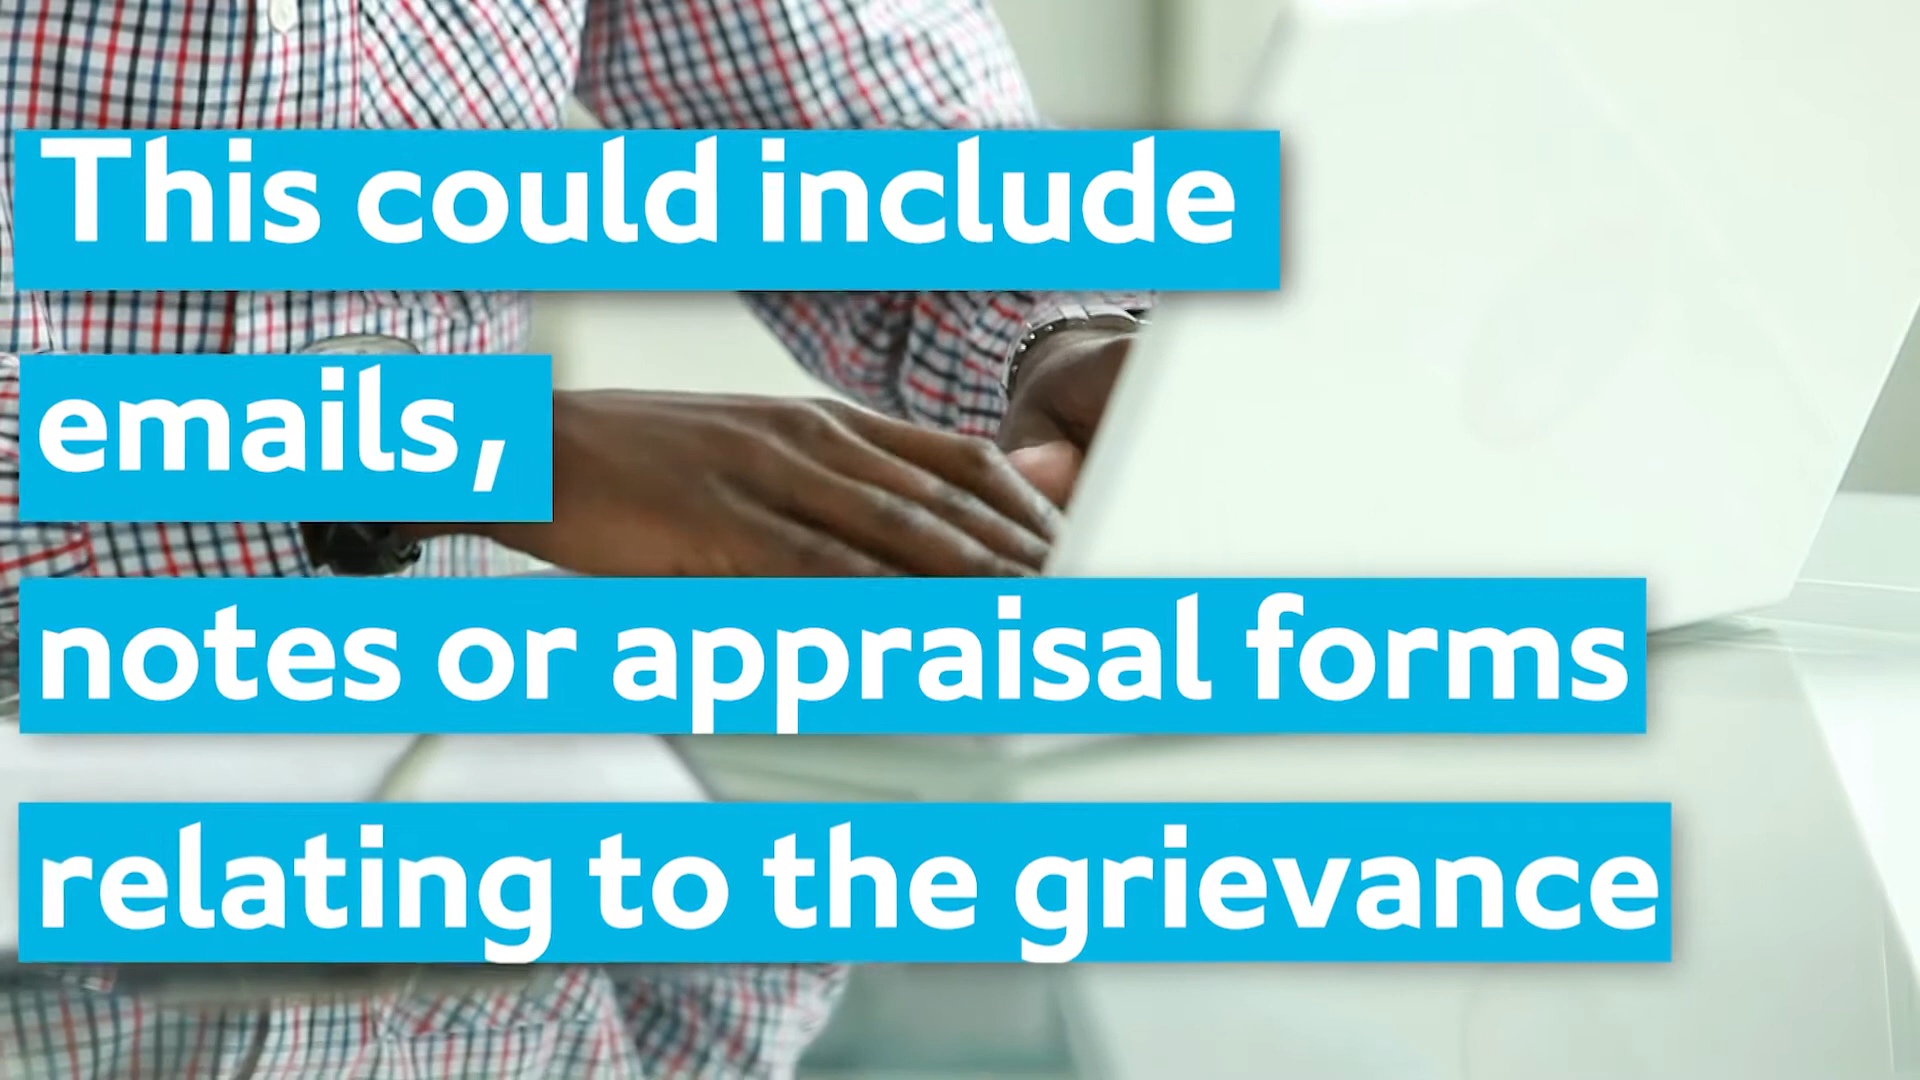 This could include
emails,
notes or appraisal forms
relating to the grievance